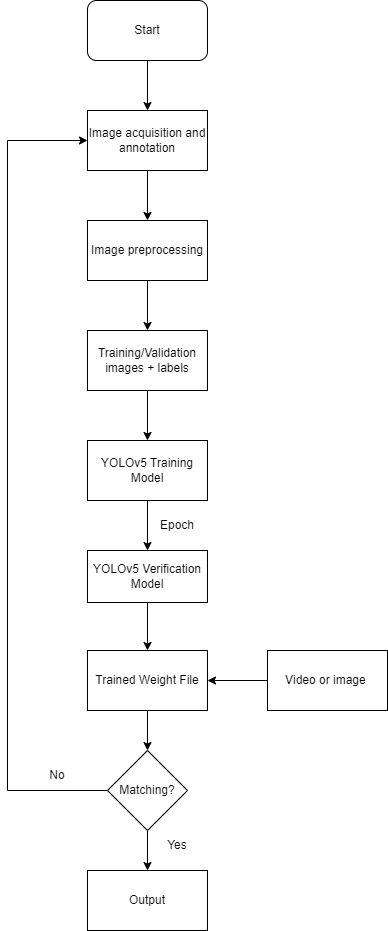 Start
Image acquisition and
annotation
Image preprocessing
Training/Validation
images + labels
YOLOv5 Training
Model
Epoch
YOLOv5 Verification
Model
Trained Weight File
Video or image
No
Matching?
Yes
Output